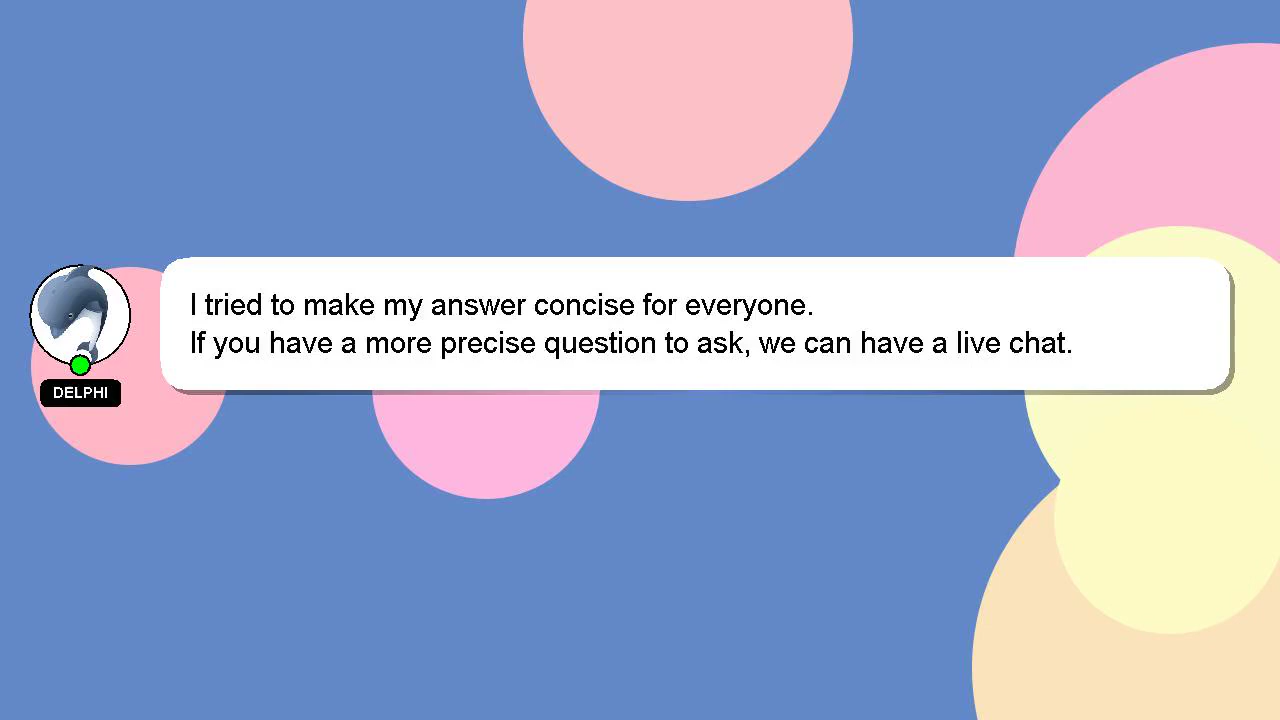 I tried to make my answer concise for everyone.
If you have a more precise question to ask, we can have a live chat.
DELPHI